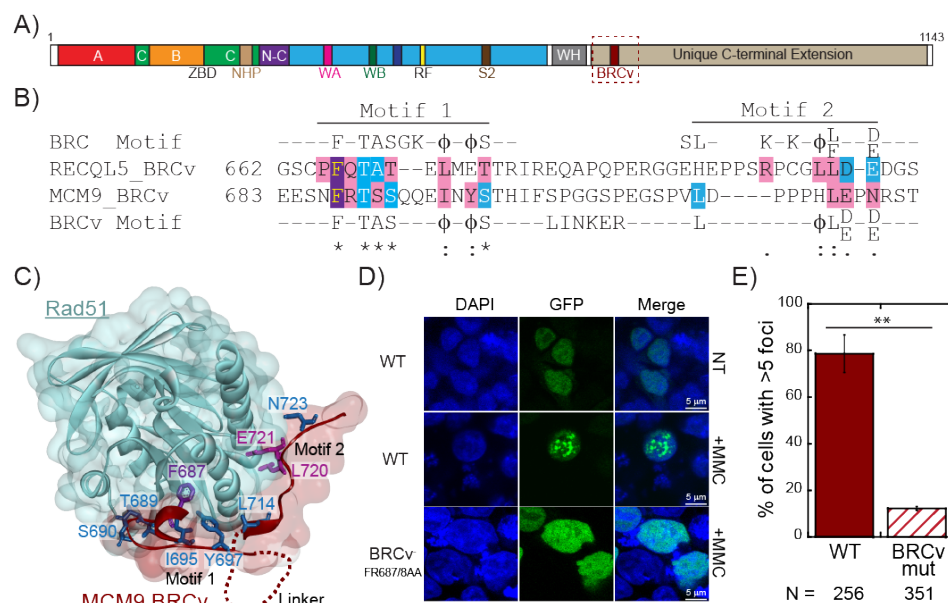 A)
1 1143
A C B C N-C WH Unique C-terminal Extension
ZBD NHP WA WB RF S2 BRCv
B)
Motif 1 Motif 2
BRC Motif ----F-TASGK-ϕ-ϕS---------------SL----K-K-ϕL--D---
F E
RECQL5_BRCv 662 GSCPFQTAT--ELMETTRIREQAPQPERGGEHEPPSRPCGLLD-EDGS
MCM9_BRCv 683 EESNFRTSSQQEINYSTHIFSPGGSPEGSPVLD---PPPHLEPNRST
BRCv Motif ----F-TAS---ϕ-ϕS----LINKER-----L--------ϕLD-D---
E E
* *** : :* ::. .
C)
Rad51
N723
E721
Motif 2
L720
F687
T689
L714
S690
I695 Y697
Motif 1
MCM9 BRCv Linker
D)
DAPI GFP Merge
WT NT
5 µm
WT +MMC
5 µm
BRCv-
FR687/8AA +MMC
5 µm
E)
% of cells with >5 foci
100
80
60
40
20
0
**
WT BRCv
mut
N = 256 351